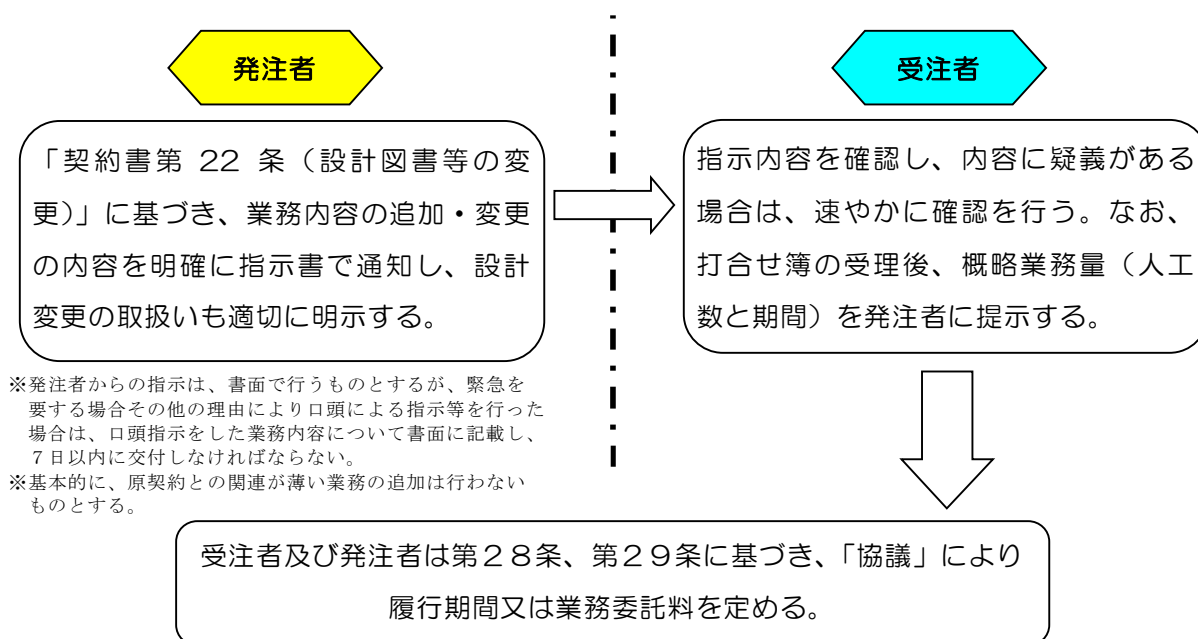 発注者
「契約書第 22 条（設計図書等の変
更）」に基づき、業務内容の追加・変更
の内容を明確に指示書で通知し、設計
変更の取扱いも適切に明示する。
※発注者からの指示は、書面で行うものとするが、緊急を
要する場合その他の理由により口頭による指示等を行った
場合は、口頭指示をした業務内容について書面に記載し、
７日以内に交付しなければならない。
※基本的に、原契約との関連が薄い業務の追加は行わない
ものとする。
受注者
指示内容を確認し、内容に疑義がある
場合は、速やかに確認を行う。なお、
打合せ簿の受理後、概略業務量（人工
数と期間）を発注者に提示する。
受注者及び発注者は第２８条、第２９条に基づき、「協議」により
履行期間又は業務委託料を定める。